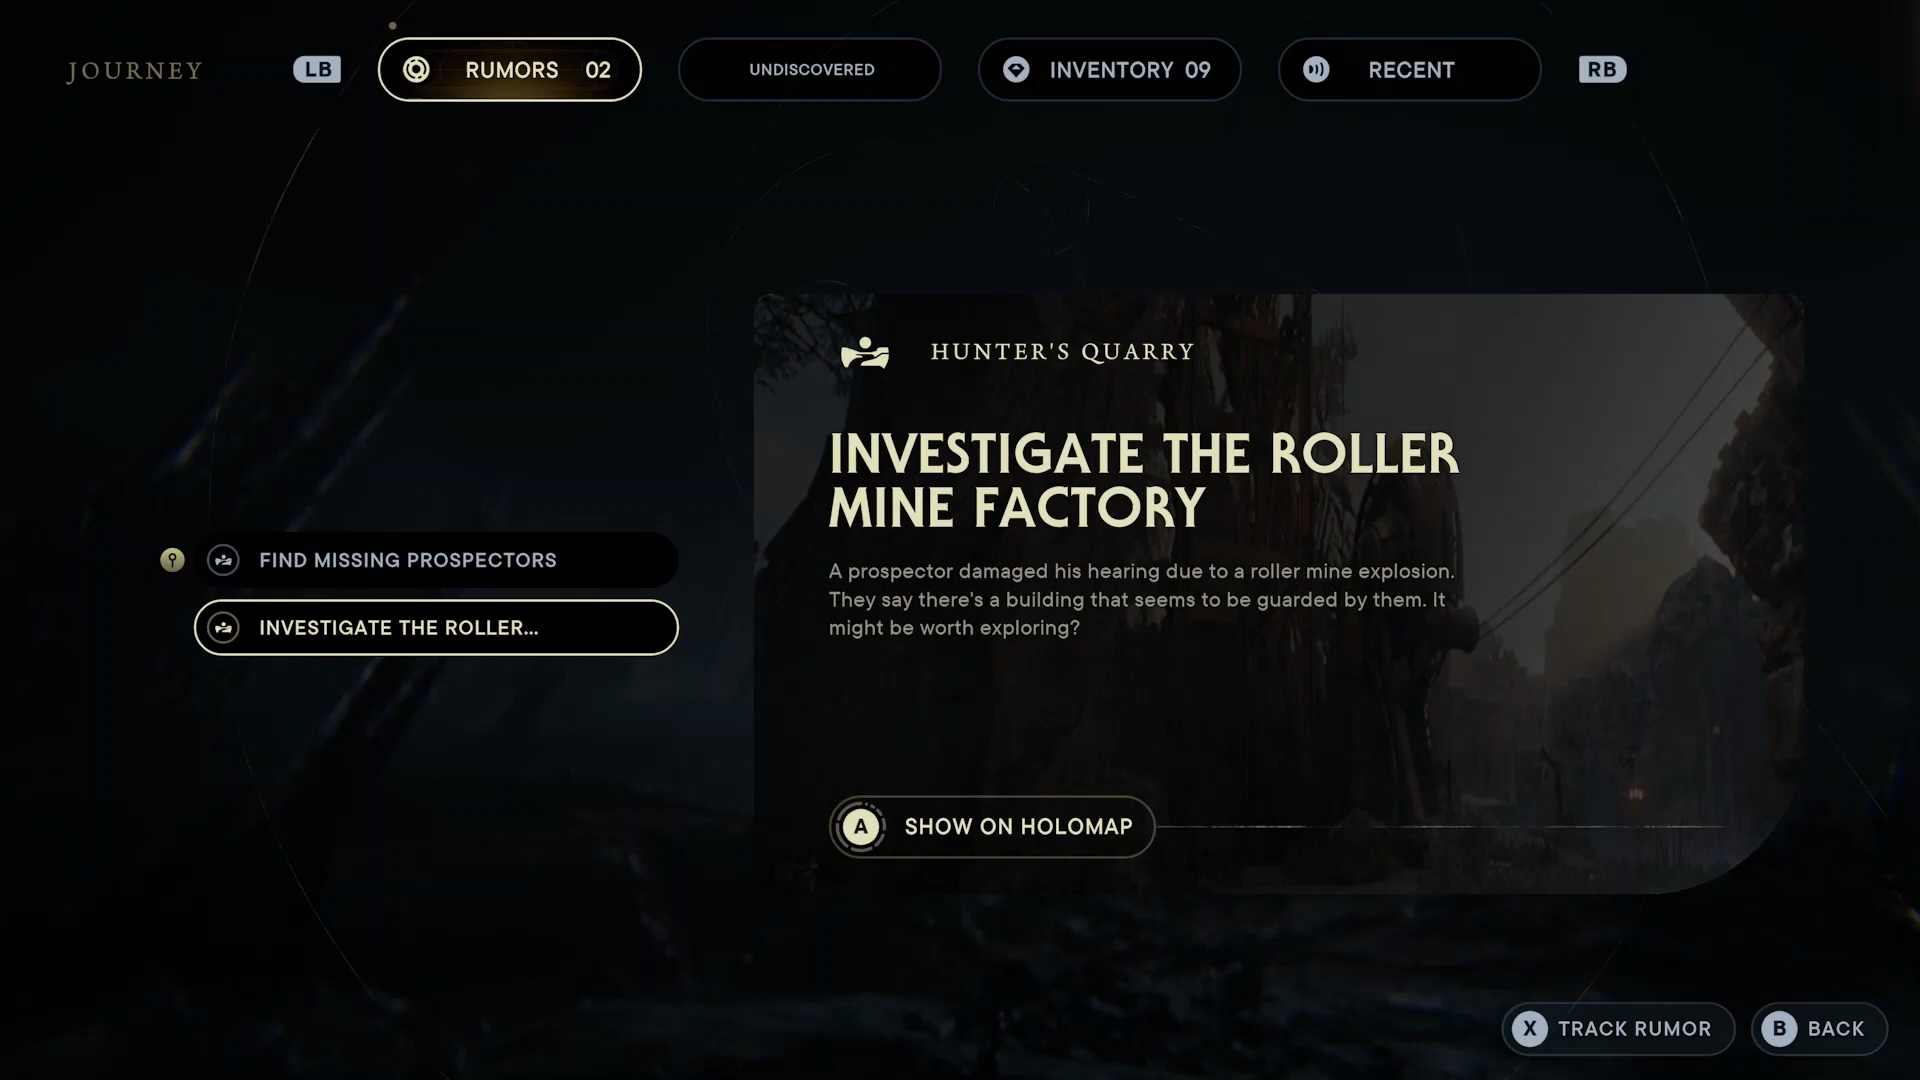 JOURNEY
LB
RUMORS 02
UNDISCOVERED
INVENTORY 09
RECENT
RB
FIND MISSING PROSPECTORS
INVESTIGATE THE ROLLER...
HUNTER'S QUARRY
INVESTIGATE THE ROLLER
MINE FACTORY
A prospector damaged his hearing due to a roller mine explosion.
They say there's a building that seems to be guarded by them. It
might be worth exploring?
A SHOW ON HOLOMAP
X TRACK RUMOR
B BACK